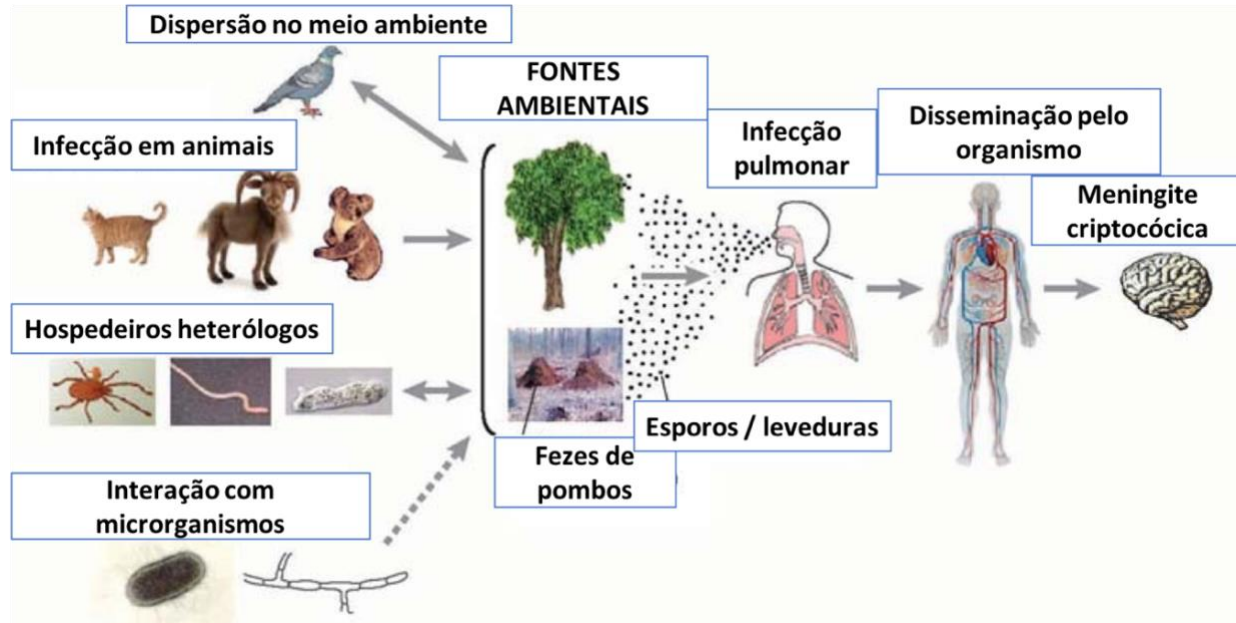 Dispersão no meio ambiente
FONTES
AMBIENTAIS
Infecção
pulmonar
Disseminação pelo
organismo
Infecção em animais
Meningite
criptocócica
Hospedeiros heterólogos
Esporos / leveduras
Fezes de
pombos
Interação com
microrganismos